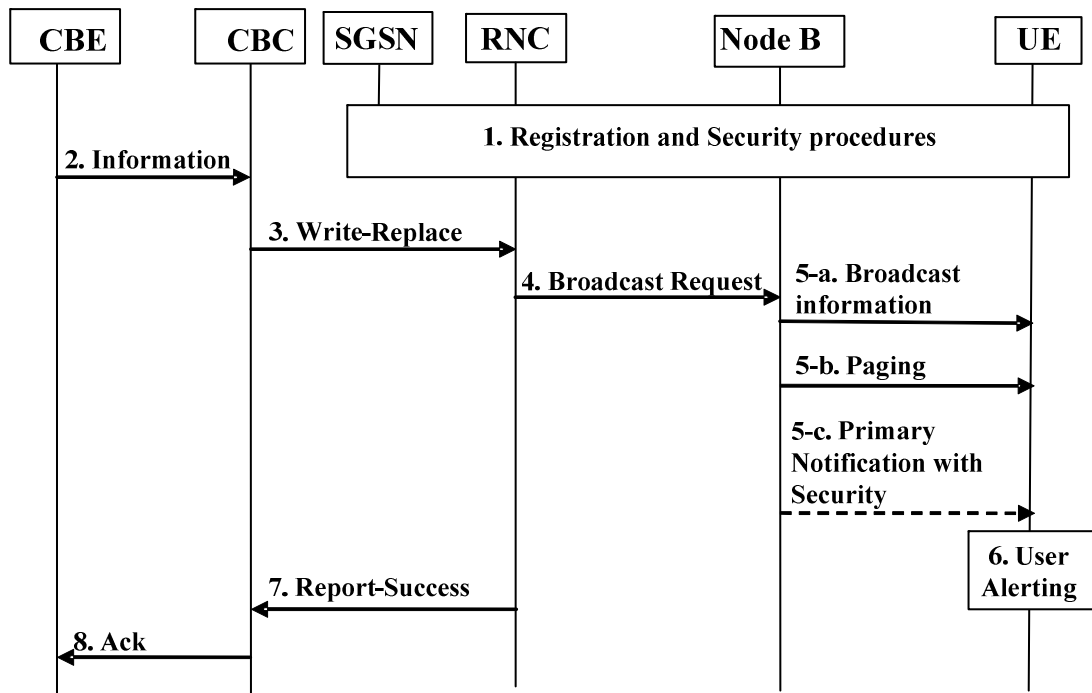 CBE
CBC
SGSN
RNC
Node B
UE
1. Registration and Security procedures
2. Information
3. Write-Replace
4. Broadcast Request
5-a. Broadcast
information
5-b. Paging
5-c. Primary
Notification with
Security
6. User
Alerting
7. Report-Success
8. Ack